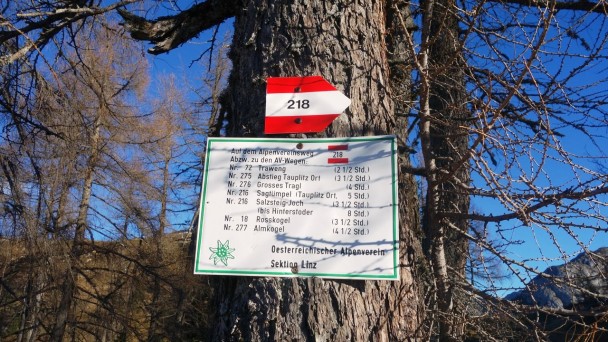 218
Auf dem Alpenvereinsweg 218
Abzw. zu den AV-Wegen
Nr. 72 Traweng (2 1/2 Std.)
Nr. 275 Abstieg Tauplitz Ort (3 1/2 Std.)
Nr. 276 Grosses Tragl (4 Std.)
Nr. 216 Sagtümpel (Tauplitz Ort 5 Std.)
Nr. 216 Salzsteig-Joch (3 1/2 Std.)
(bis Hinterstoder 8 Std.)
Nr. 18 Rosskogel (3 1/2 Std.)
Nr. 277 Almkogel (4 1/2 Std.)
Oesterreichischer Alpenverein
Sektion Linz